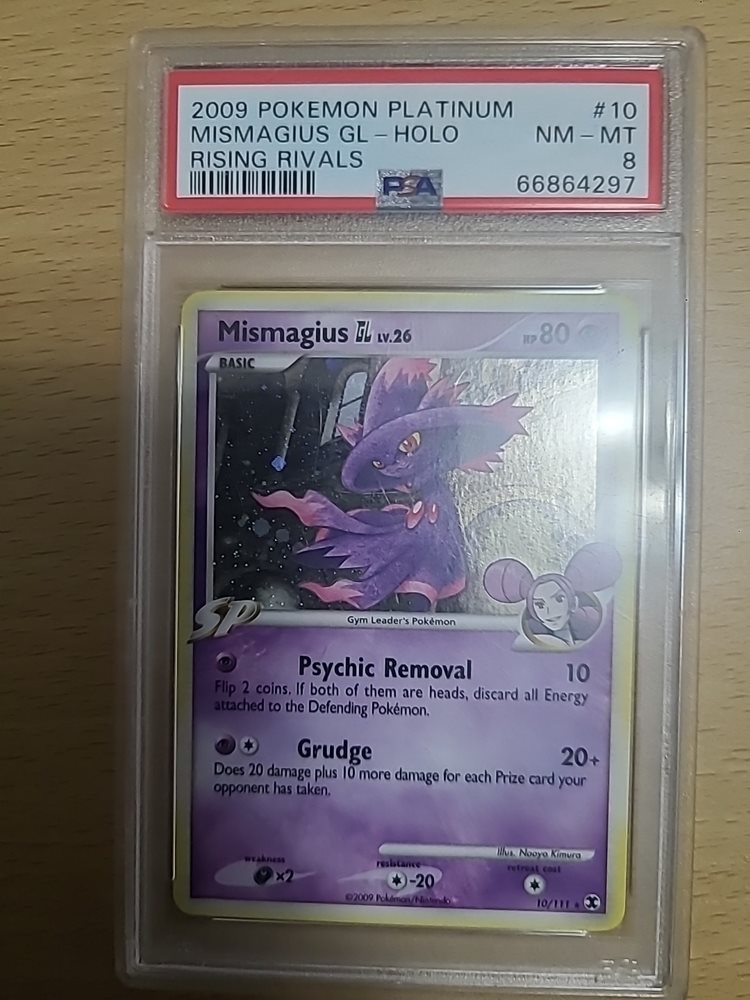 2009 POKEMON PLATINUM #10
MISMAGIUS GL-HOLO NM-MT
RISING RIVALS 8
PSA 66864297
Mismagius GL LV.26 HP 80
BASIC
SP
Gym Leader's Pokémon
Psychic Removal 10
Flip 2 coins. If both of them are heads, discard all Energy
attached to the Defending Pokémon.
Grudge 20+
Does 20 damage plus 10 more damage for each Prize card your
opponent has taken.
Illus. Naoyo Kimura
weakness resistance retreat cost
×2 -20
©2009 Pokémon/Nintendo 10/111